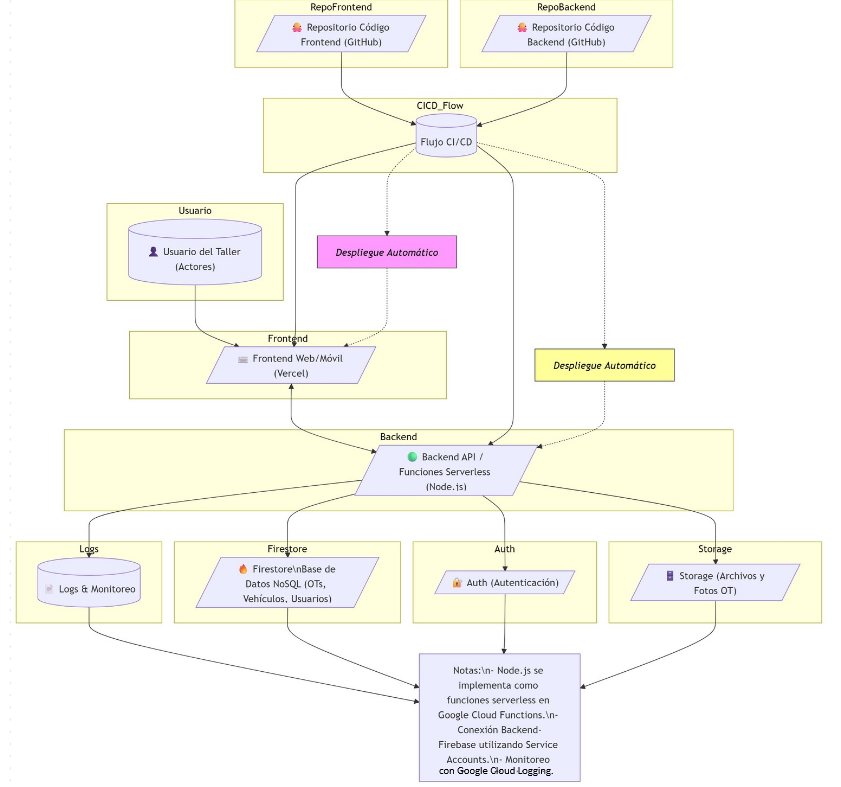 RepoFrontend
Repositorio Código
Frontend (GitHub)
RepoBackend
Repositorio Código
Backend (GitHub)
CICD_Flow
Flujo CI/CD
Usuario
Usuario del Taller
(Actores)
Despliegue Automático
Frontend
Frontend Web/Móvil
(Vercel)
Despliegue Automático
Backend
Backend API /
Funciones Serverless
(Node.js)
Logs
Logs & Monitoreo
Firestore
Firestore\nBase de
Datos NoSQL (OTs,
Vehículos, Usuarios)
Auth
Auth (Autenticación)
Storage
Storage (Archivos y
Fotos OT)
Notas:\n- Node.js se
implementa como
funciones serverless en
Google Cloud Functions.\n-
Conexión Backend-
Firebase utilizando Service
Accounts.\n- Monitoreo
con Google Cloud Logging.